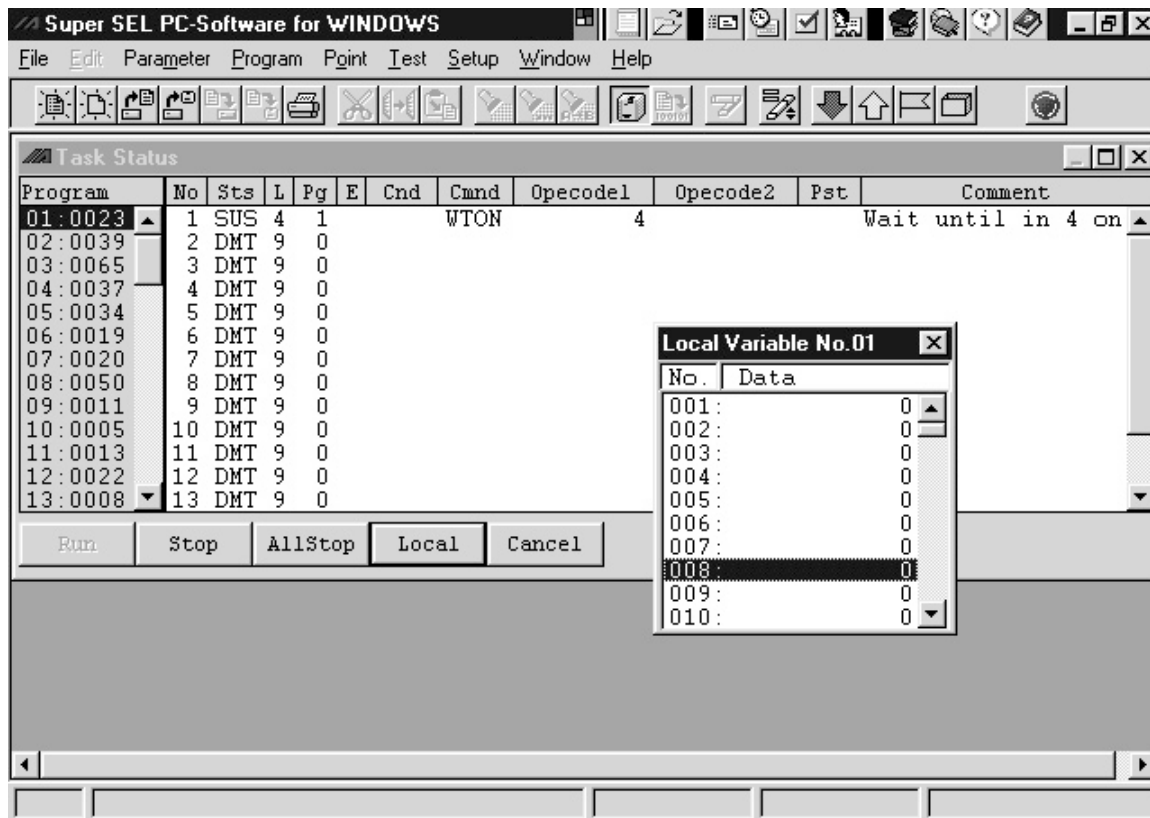 Super SEL PC-Software for WINDOWS
File Edit Parameter Program Point Test Setup Window Help
Task Status
Program No Sts L Pg E Cnd Cmnd Opecode1 Opecode2 Pst Comment
01:0023 1 SUS 4 1 WTON 4 Wait until in 4 on
02:0039 2 DMT 9 0
03:0065 3 DMT 9 0
04:0037 4 DMT 9 0
05:0034 5 DMT 9 0
06:0019 6 DMT 9 0
07:0020 7 DMT 9 0
08:0050 8 DMT 9 0
09:0011 9 DMT 9 0
10:0005 10 DMT 9 0
11:0013 11 DMT 9 0
12:0022 12 DMT 9 0
13:0008 13 DMT 9 0
Run Stop AllStop Local Cancel
Local Variable No.01
No. Data
001: 0
002: 0
003: 0
004: 0
005: 0
006: 0
007: 0
008: 0
009: 0
010: 0